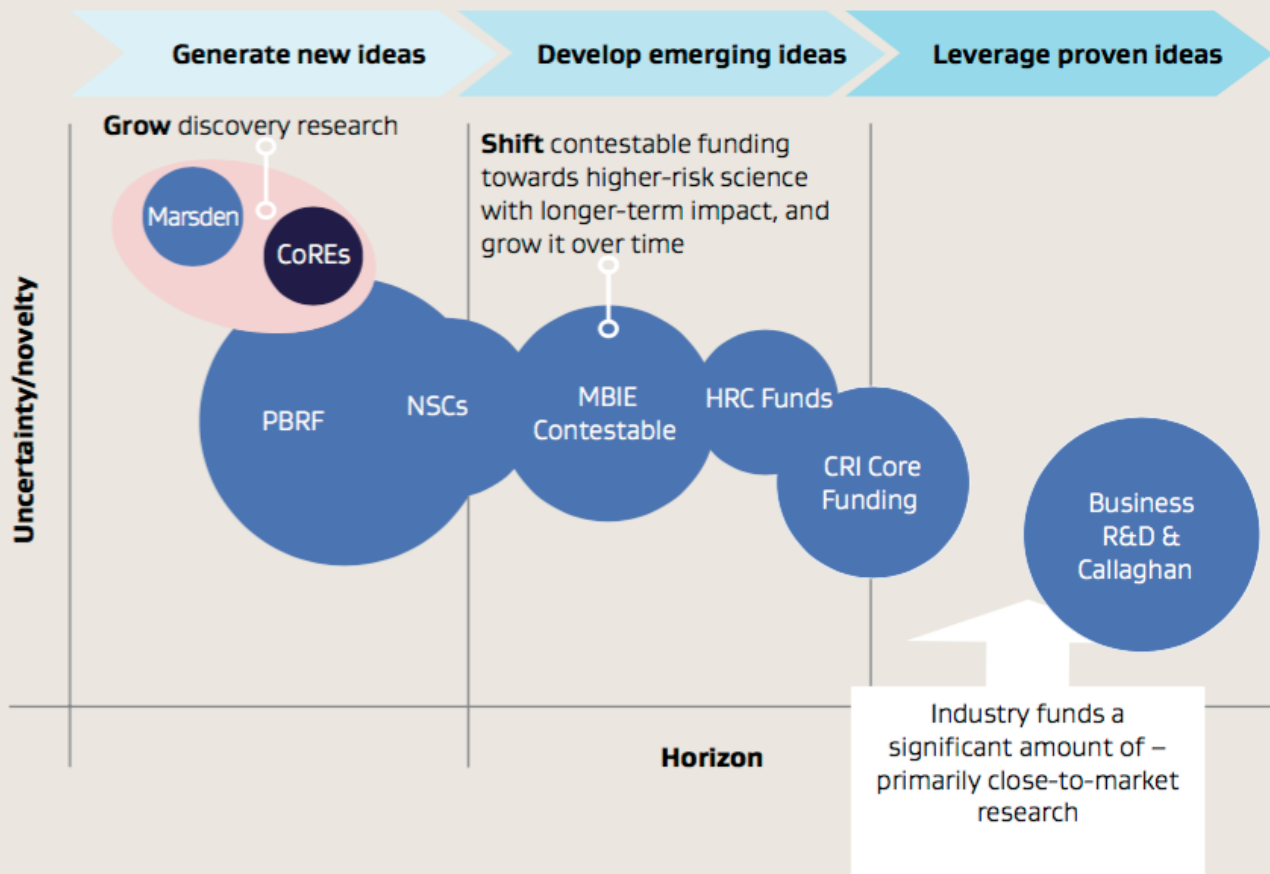 Generate new ideas
Develop emerging ideas
Leverage proven ideas
Grow discovery research
Shift contestable funding
towards higher-risk science
with longer-term impact, and
grow it over time
Marsden
CoREs
Uncertainty/novelty
PBRF
NSCs
MBIE
Contestable
HRC Funds
CRI Core
Funding
Business
R&D &
Callaghan
Horizon
Industry funds a
significant amount of –
primarily close-to-market
research